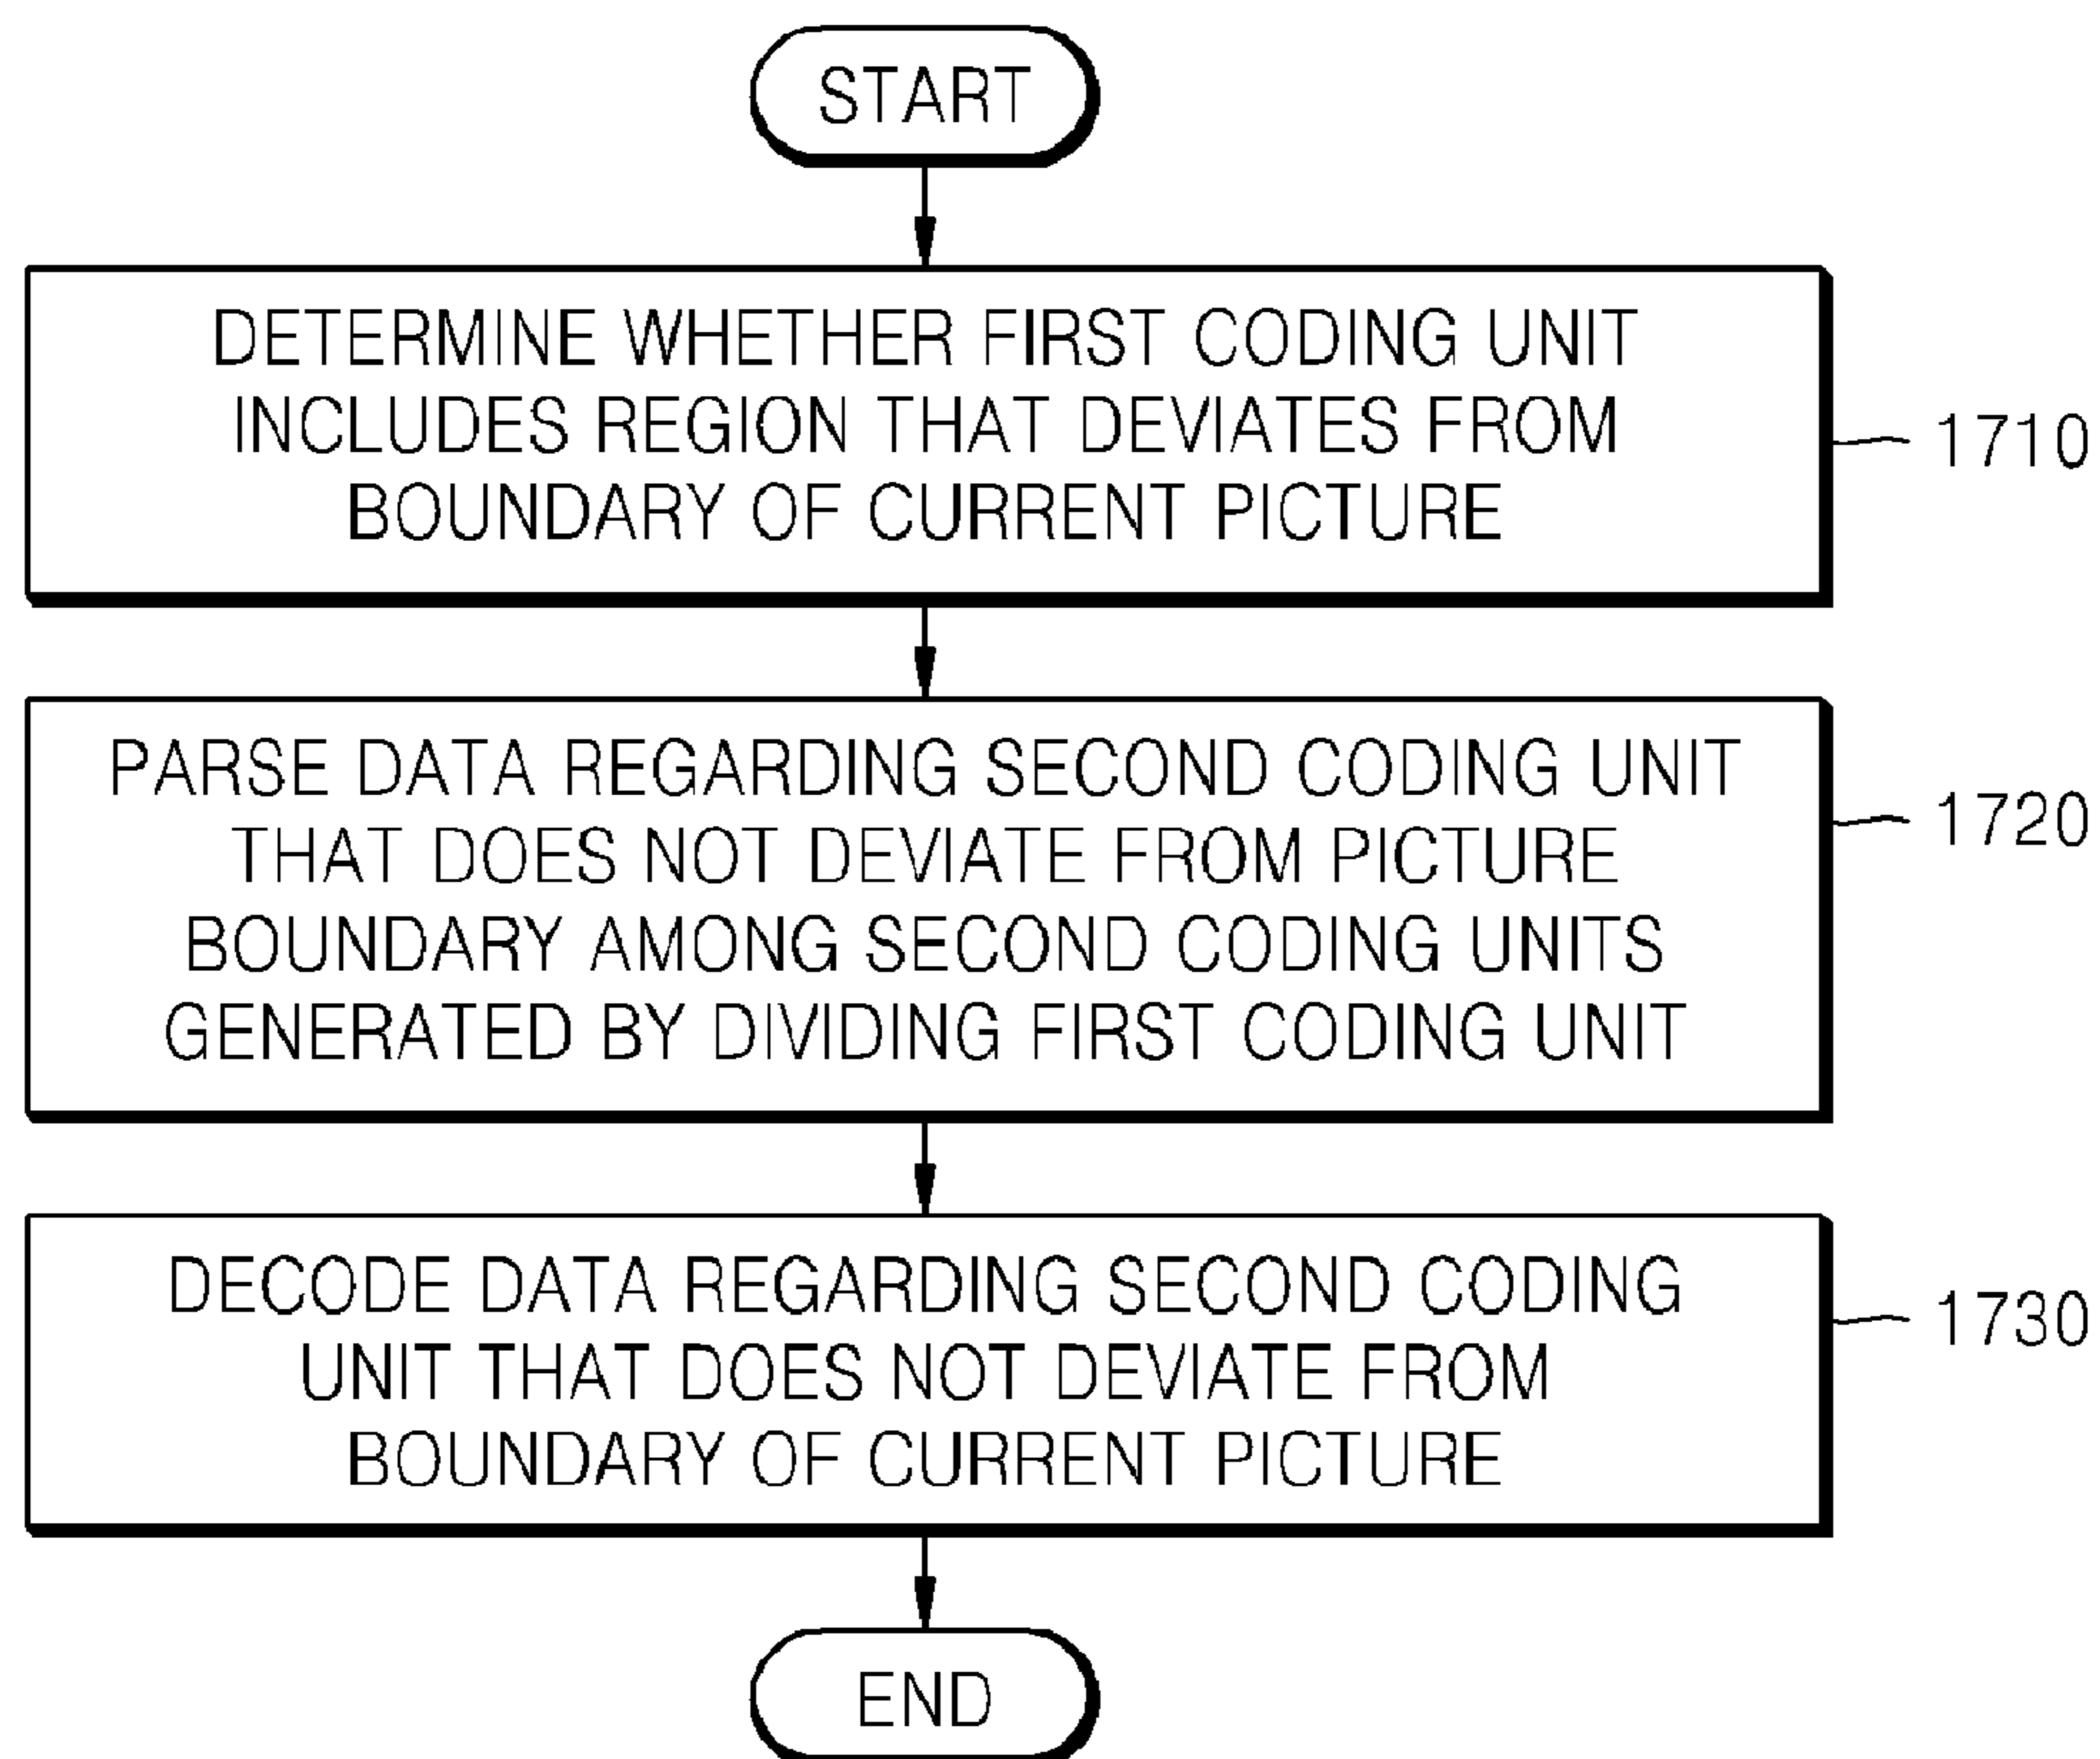 START
DETERMINE WHETHER FIRST CODING UNIT
INCLUDES REGION THAT DEVIATES FROM
BOUNDARY OF CURRENT PICTURE
1710
PARSE DATA REGARDING SECOND CODING UNIT
THAT DOES NOT DEVIATE FROM PICTURE
BOUNDARY AMONG SECOND CODING UNITS
GENERATED BY DIVIDING FIRST CODING UNIT
1720
DECODE DATA REGARDING SECOND CODING
UNIT THAT DOES NOT DEVIATE FROM
BOUNDARY OF CURRENT PICTURE
1730
END